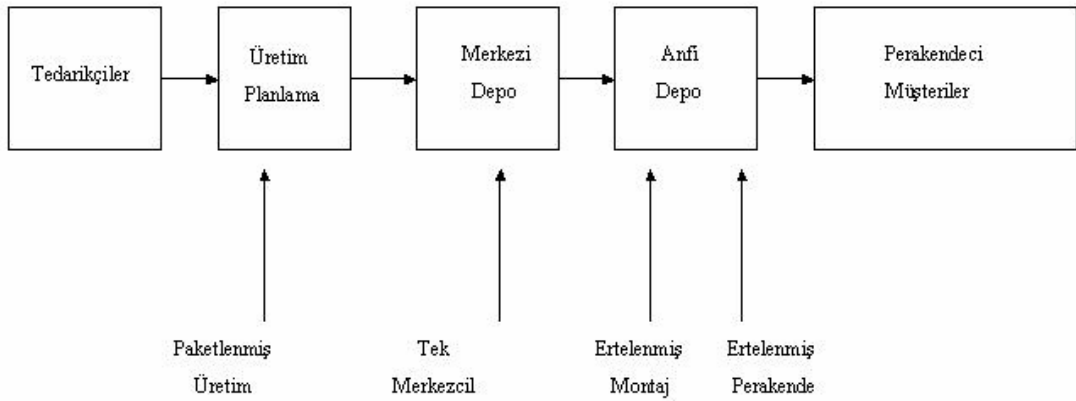 Tedarikçiler
Üretim
Planlama
Merkezi
Depo
Anfi
Depo
Perakendeci
Müşteriler
Paketlenmiş
Üretim
Tek
Merkezcil
Ertelenmiş
Montaj
Ertelenmiş
Perakende